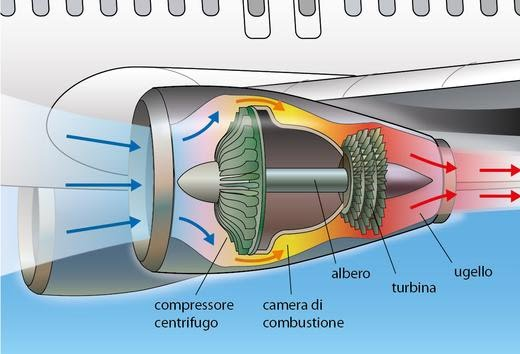 albero
ugello
turbina
compressore
centrifugo
camera di
combustione